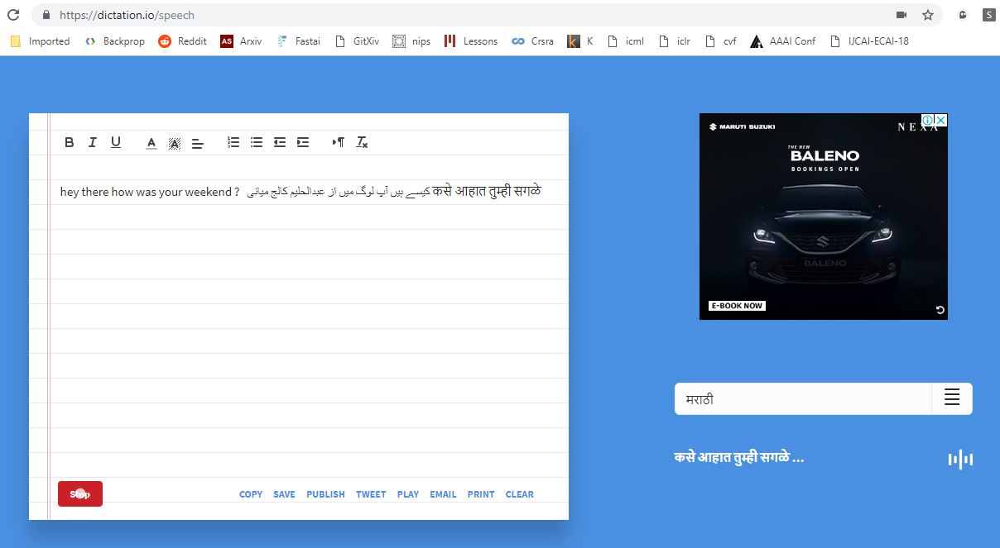 https://dictation.io/speech
S
Imported Backprop Reddit AS Arxiv Fastai GitXiv nips Lessons Crsra k K icml iclr cvf AAAI Conf IJCAI-ECAI-18
MARUTI SUZUKI NEXA
THE NEW
BALENO
BOOKINGS OPEN
BALENO
E-BOOK NOW
B I U A A
hey there how was your weekend ? کیسے ہیں آپ لوگ میں از عبدالحلیم کالج میانی कसे आहात तुम्ही सगळे
मराठी
कसे आहात तुम्ही सगळे ...
Stop COPY SAVE PUBLISH TWEET PLAY EMAIL PRINT CLEAR